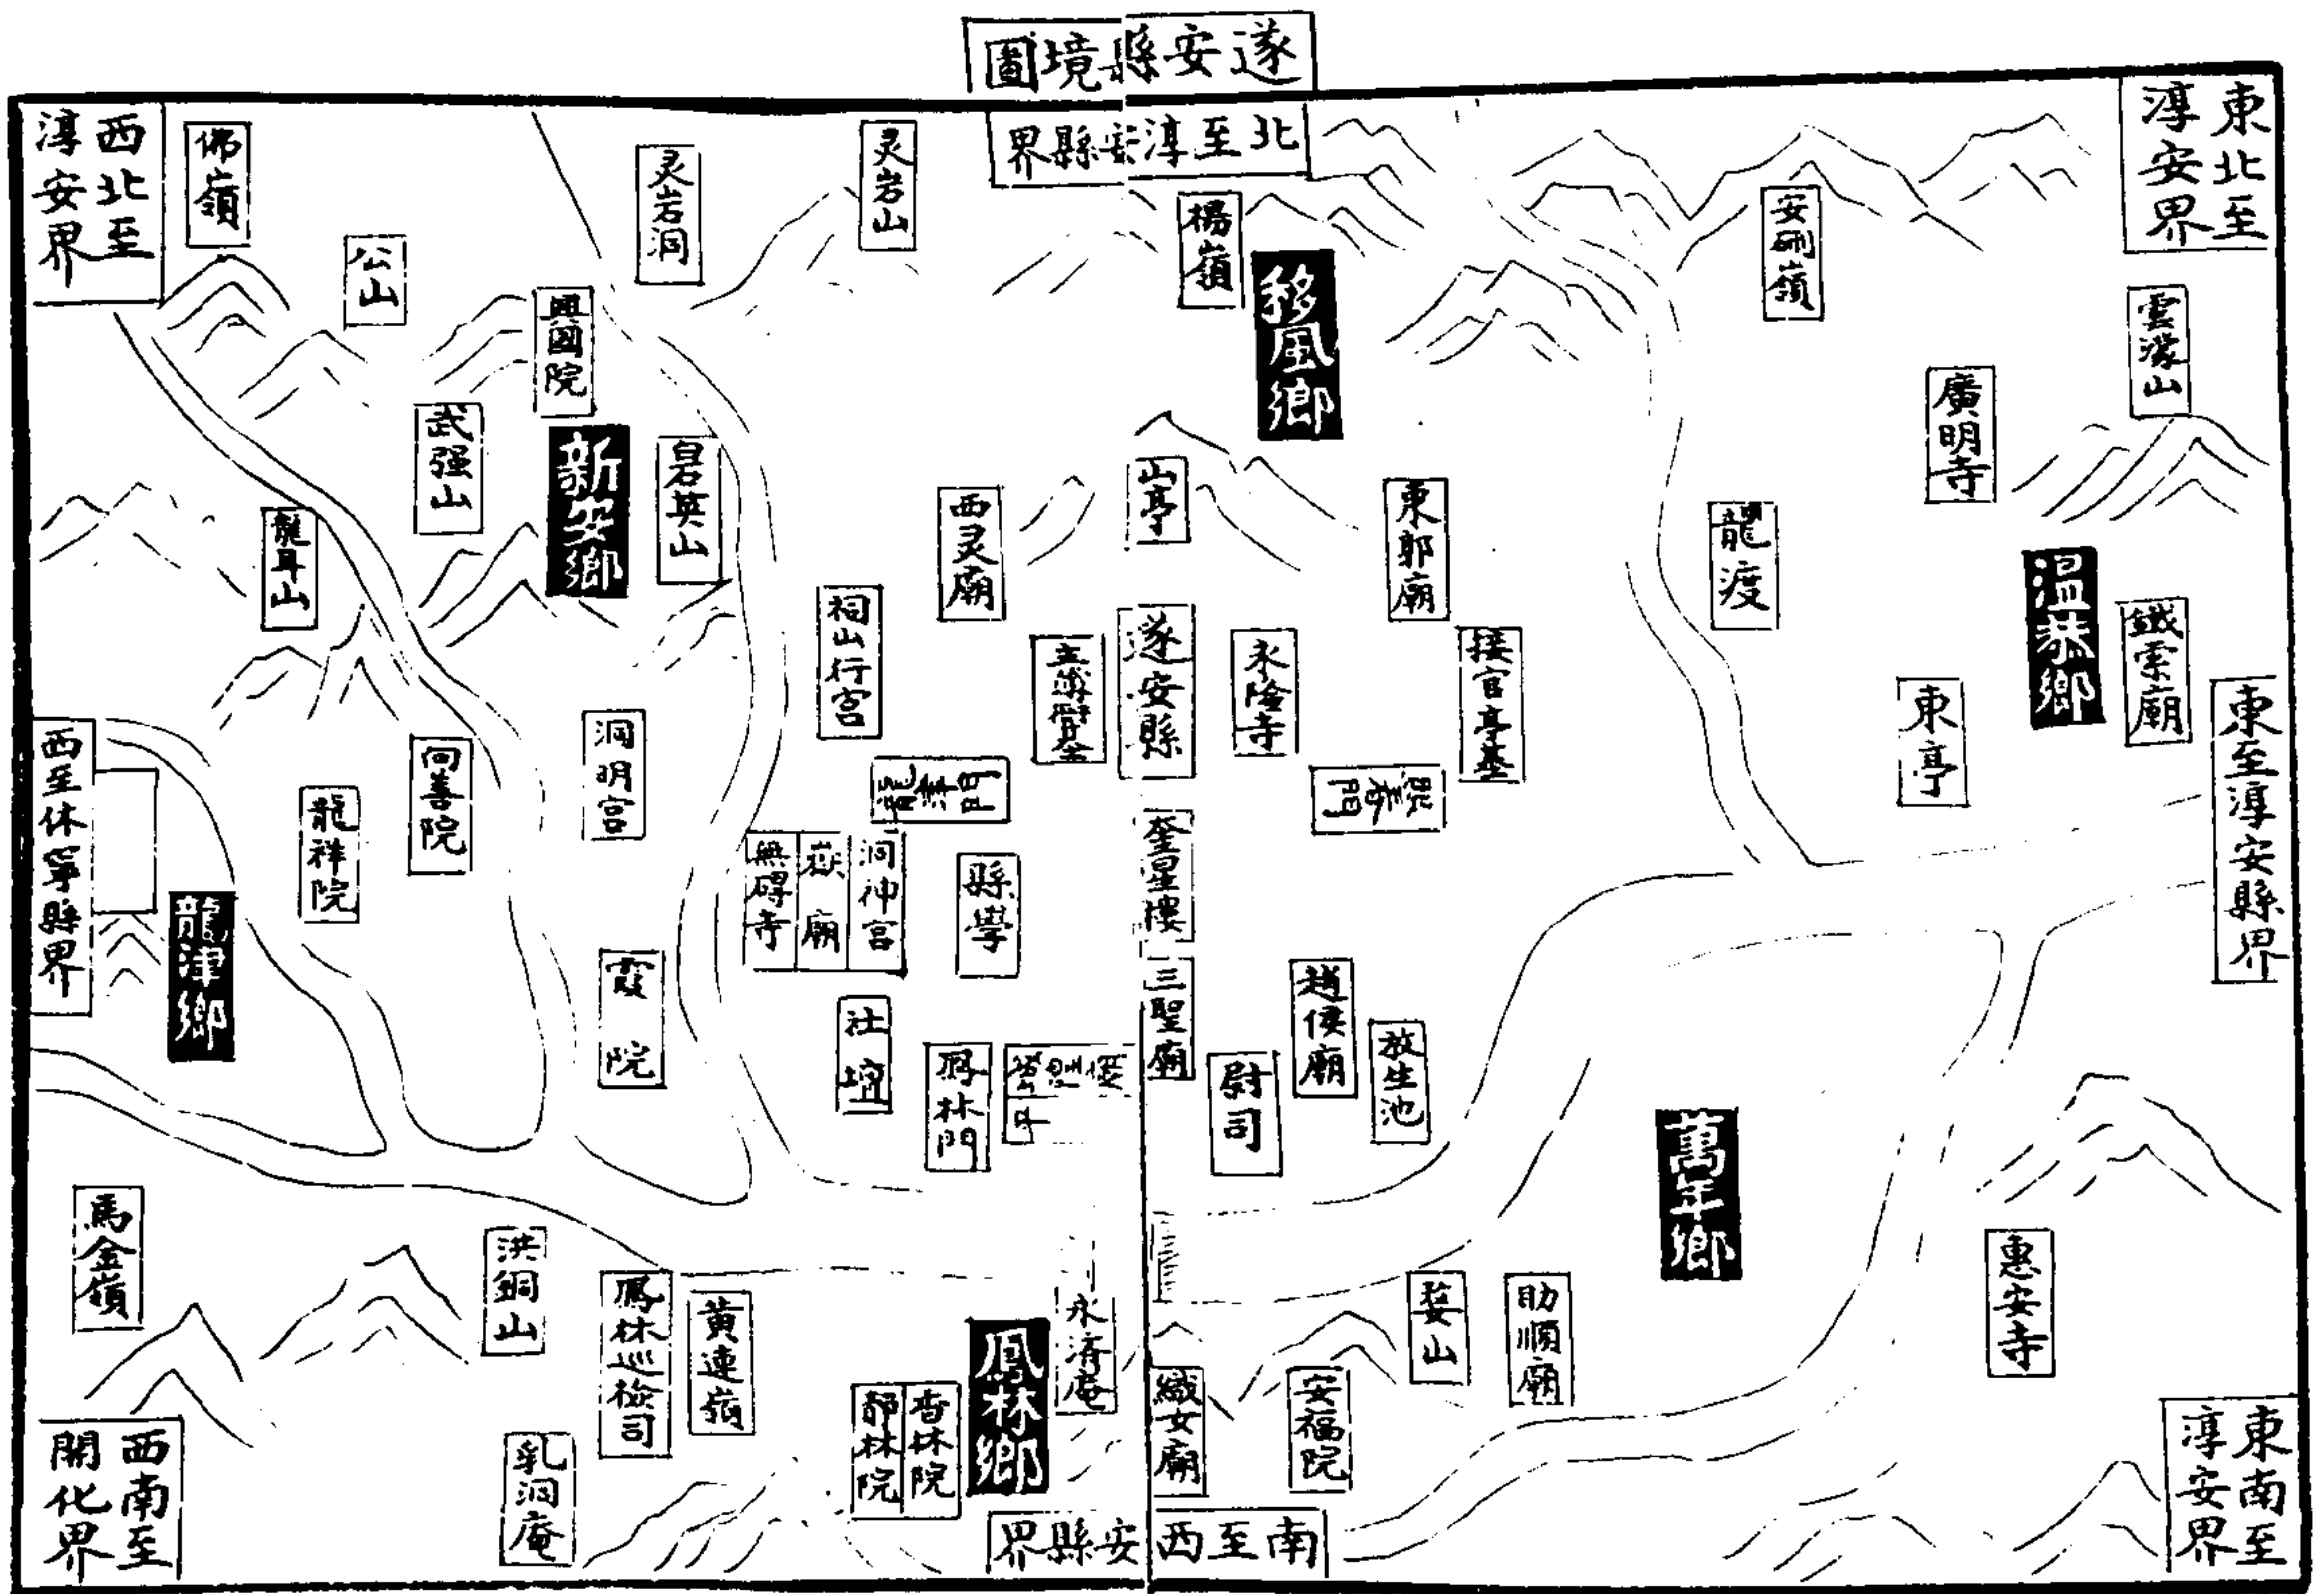 遂安縣境圖
北至淳安縣界
東北至
淳安界
安硎嶺
楊嶺
移風鄉
雲濛山
廣明寺
龍渡
溫恭鄉
鐵索廟
東亭
東至淳安縣界
山亭
東郭廟
接官亭基
永隆寺
遂安縣
奎星樓
三聖廟
趙侯廟
放生池
尉司
萬年鄉
惠安寺
助順廟
婺山
安福院
織女廟
東南至
淳安界
南至西安縣界
灵岩山
灵岩洞
佛嶺
西北至
淳安界
公山
興國院
武强山
新安鄉
龍耳山
西灵廟
祠山行宮
龍津門
洞明宮
龍祥院
西至休寧縣界
龍津鄉
洞神宮
嶽廟
無礙寺
縣學
霞院
社壇
鳳林門
馬金嶺
洪銅山
鳳林巡檢司
黄連嶺
永濟庵
鳳林鄉
香林院
乳洞庵
西南至
開化界